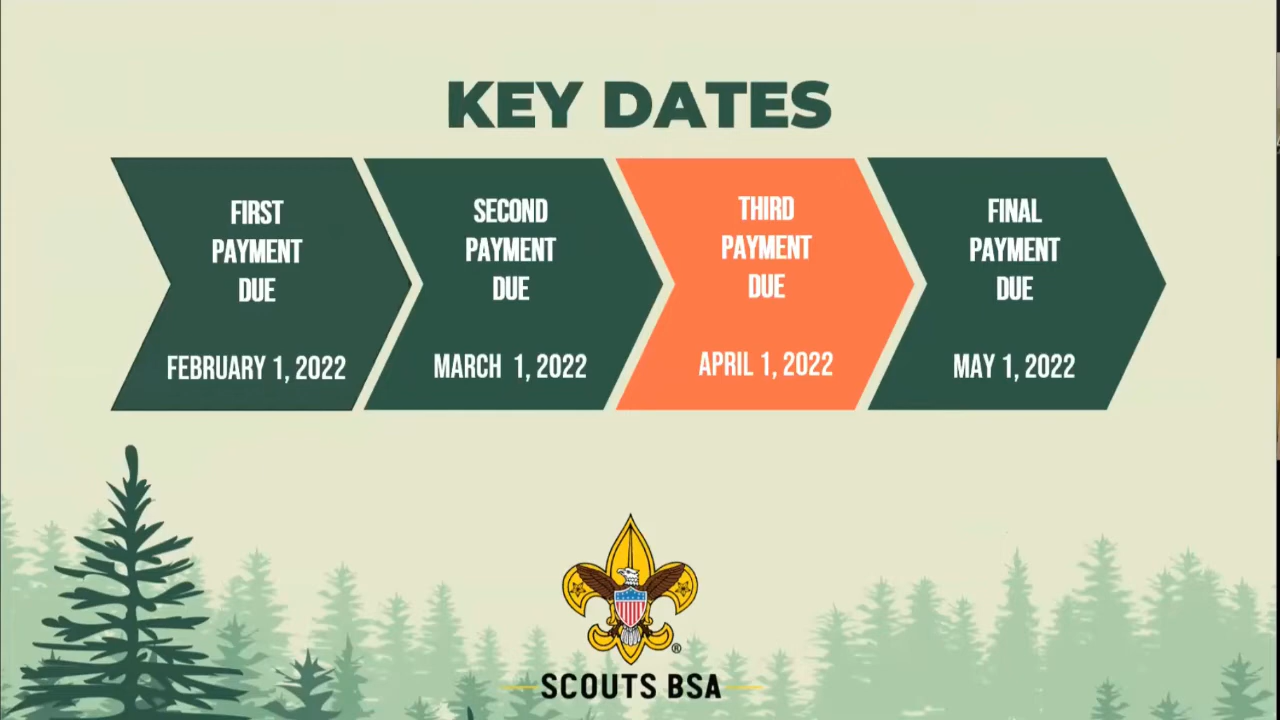 KEY DATES
FIRST
PAYMENT
DUE
FEBRUARY 1, 2022
SECOND
PAYMENT
DUE
MARCH  1, 2022
THIRD
PAYMENT
DUE
APRIL 1, 2022
FINAL
PAYMENT
DUE
MAY 1, 2022
®
SCOUTS BSA